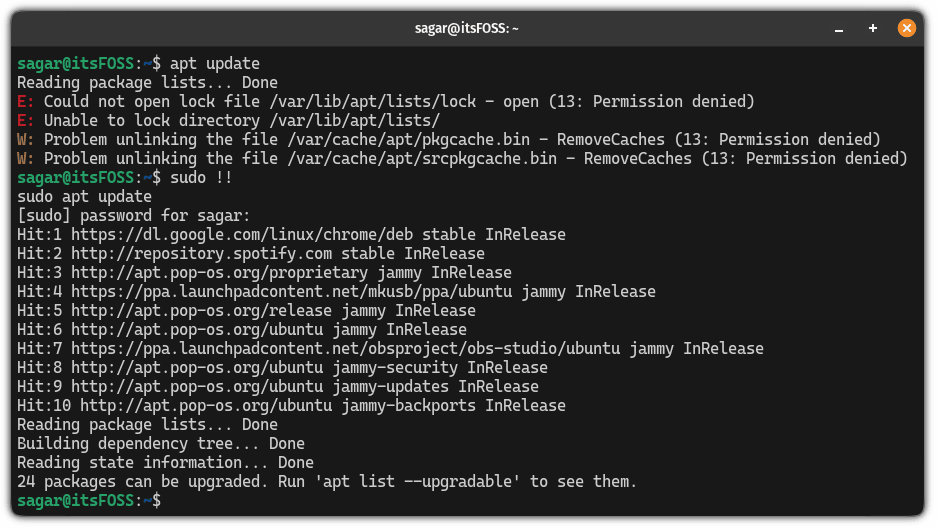 sagar@itsFOSS: ~
sagar@itsFOSS:~$ apt update
Reading package lists... Done
E: Could not open lock file /var/lib/apt/lists/lock - open (13: Permission denied)
E: Unable to lock directory /var/lib/apt/lists/
W: Problem unlinking the file /var/cache/apt/pkgcache.bin - RemoveCaches (13: Permission denied)
W: Problem unlinking the file /var/cache/apt/srcpkgcache.bin - RemoveCaches (13: Permission denied)
sagar@itsFOSS:~$ sudo !!
sudo apt update
[sudo] password for sagar:
Hit:1 https://dl.google.com/linux/chrome/deb stable InRelease
Hit:2 http://repository.spotify.com stable InRelease
Hit:3 http://apt.pop-os.org/proprietary jammy InRelease
Hit:4 https://ppa.launchpadcontent.net/mkusb/ppa/ubuntu jammy InRelease
Hit:5 http://apt.pop-os.org/release jammy InRelease
Hit:6 http://apt.pop-os.org/ubuntu jammy InRelease
Hit:7 https://ppa.launchpadcontent.net/obsproject/obs-studio/ubuntu jammy InRelease
Hit:8 http://apt.pop-os.org/ubuntu jammy-security InRelease
Hit:9 http://apt.pop-os.org/ubuntu jammy-updates InRelease
Hit:10 http://apt.pop-os.org/ubuntu jammy-backports InRelease
Reading package lists... Done
Building dependency tree... Done
Reading state information... Done
24 packages can be upgraded. Run 'apt list --upgradable' to see them.
sagar@itsFOSS:~$